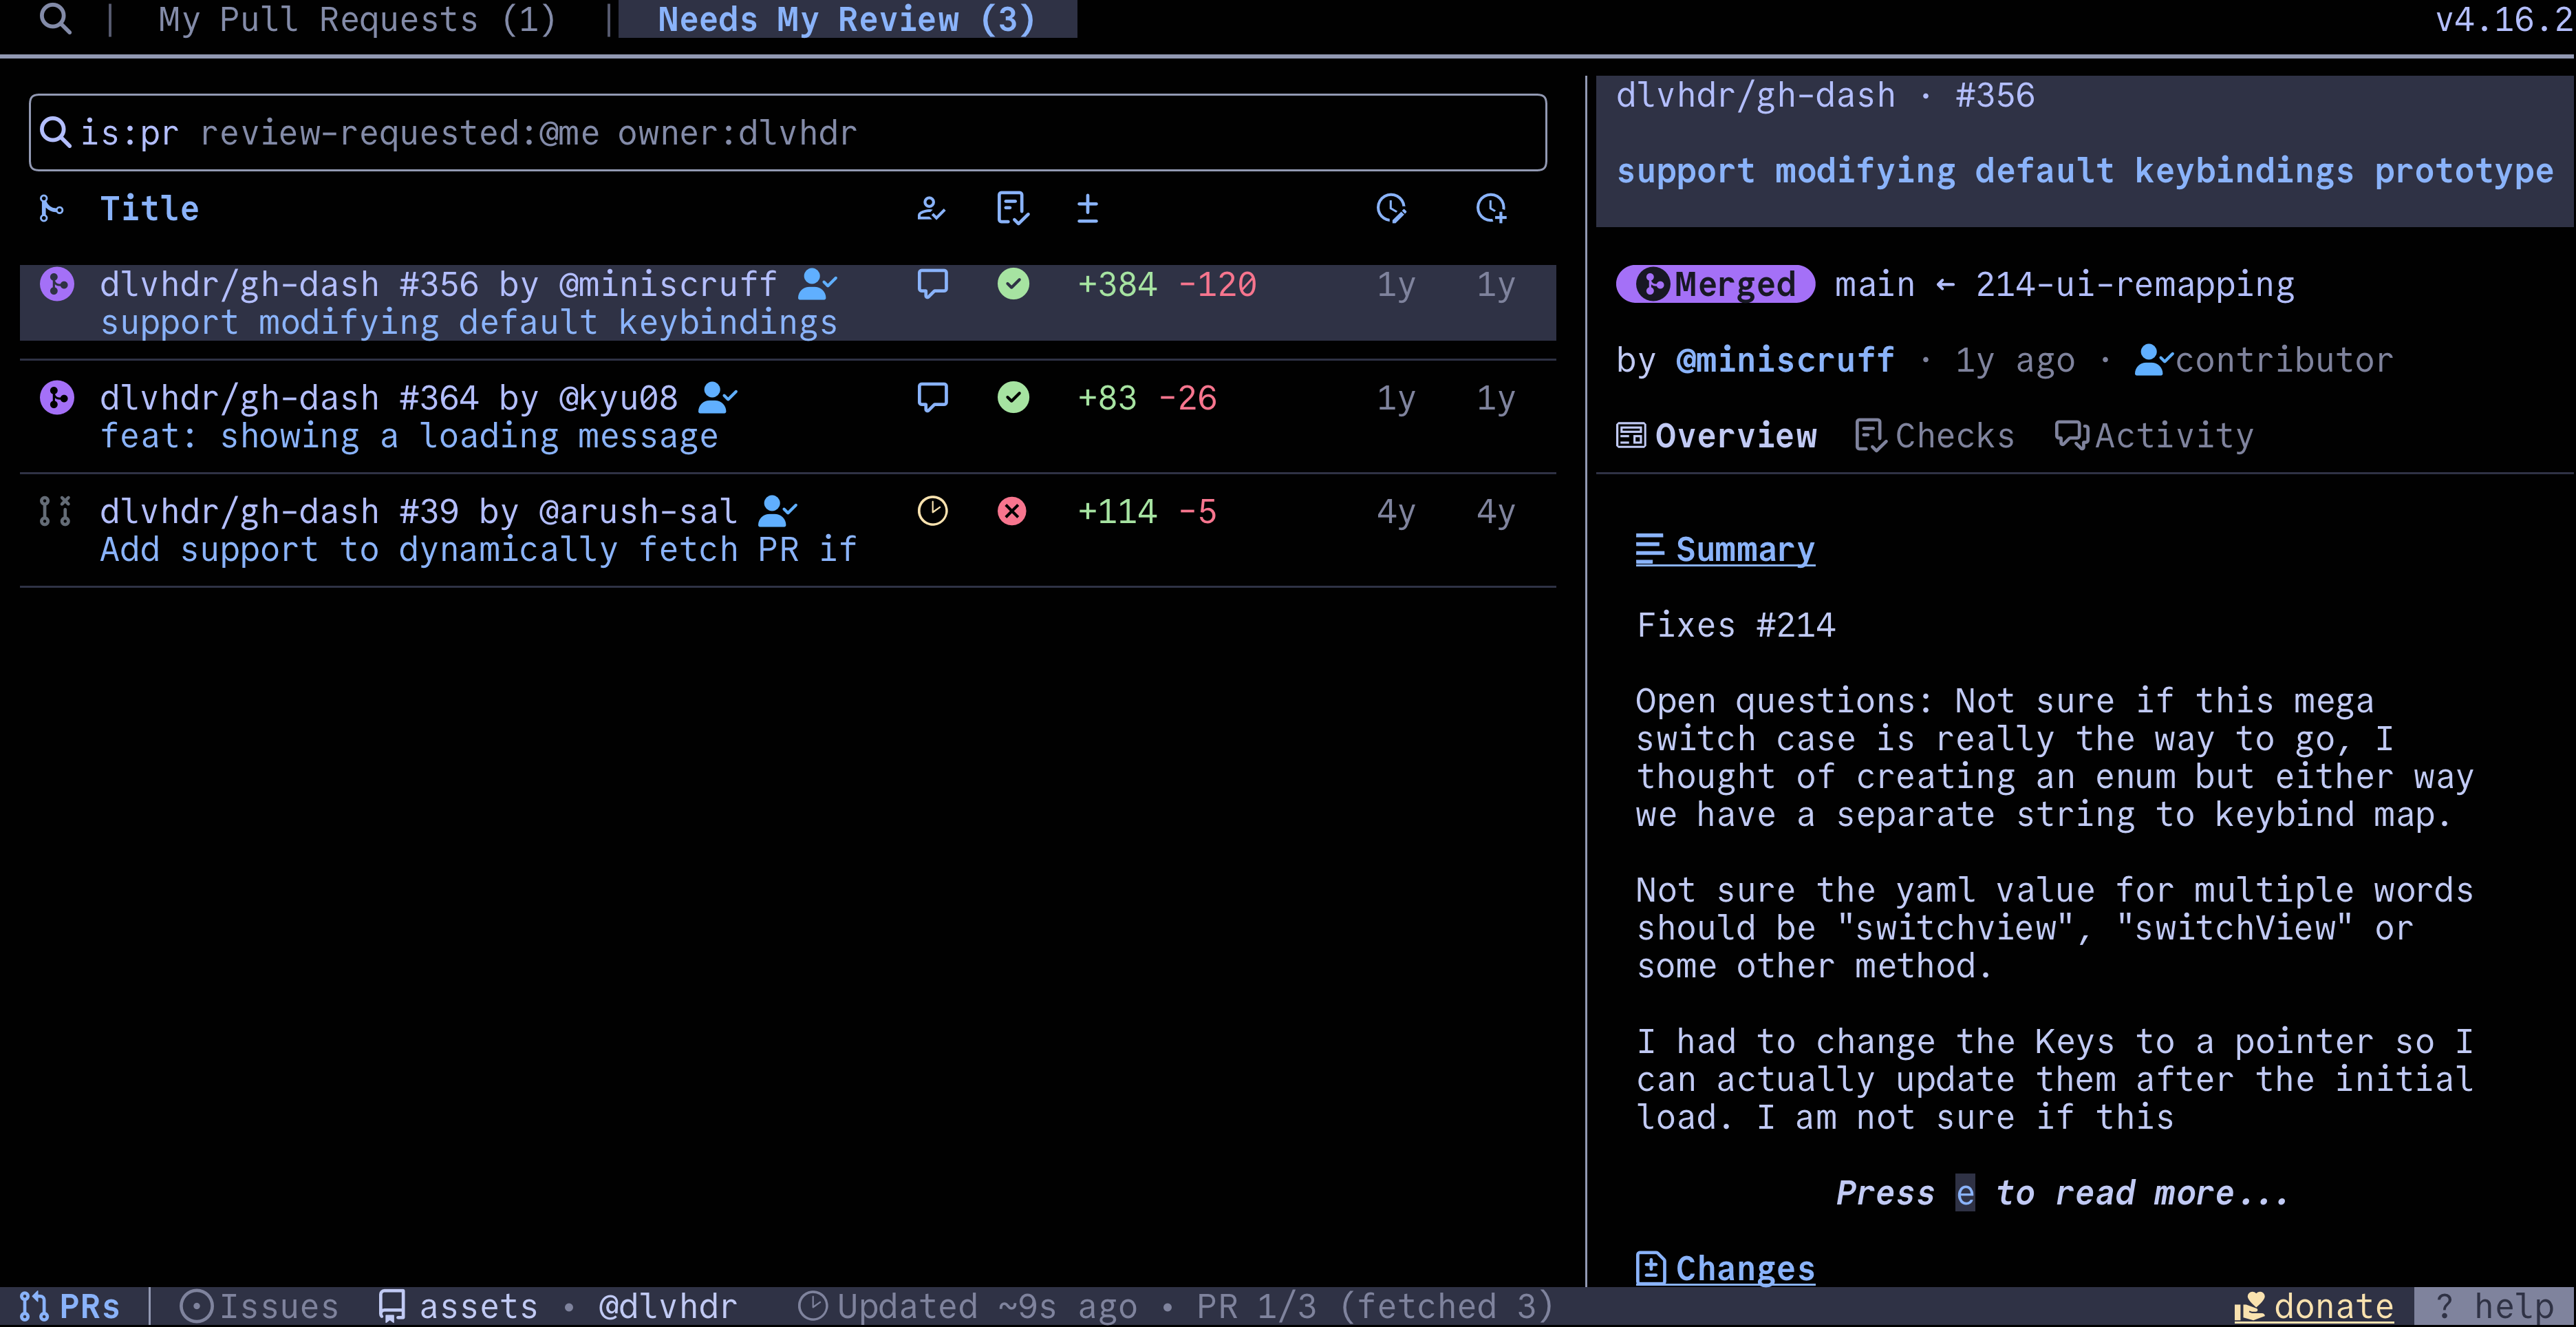 My Pull Requests (1) | Needs My Review (3) v4.16.2
is:pr review-requested:@me owner:dlvhdr
Title ±
dlvhdr/gh-dash #356 by @miniscruff +384 -120 1y 1y
support modifying default keybindings
dlvhdr/gh-dash #364 by @kyu08 +83 -26 1y 1y
feat: showing a loading message
dlvhdr/gh-dash #39 by @arush-sal +114 -5 4y 4y
Add support to dynamically fetch PR if
dlvhdr/gh-dash · #356
support modifying default keybindings prototype
Merged main ← 214-ui-remapping
by @miniscruff · 1y ago · contributor
Overview Checks Activity
Summary
Fixes #214
Open questions: Not sure if this mega
switch case is really the way to go, I
thought of creating an enum but either way
we have a separate string to keybind map.
Not sure the yaml value for multiple words
should be "switchview", "switchView" or
some other method.
I had to change the Keys to a pointer so I
can actually update them after the initial
load. I am not sure if this
Press e to read more...
Changes
PRs | Issues assets • @dlvhdr Updated ~9s ago • PR 1/3 (fetched 3) donate ? help